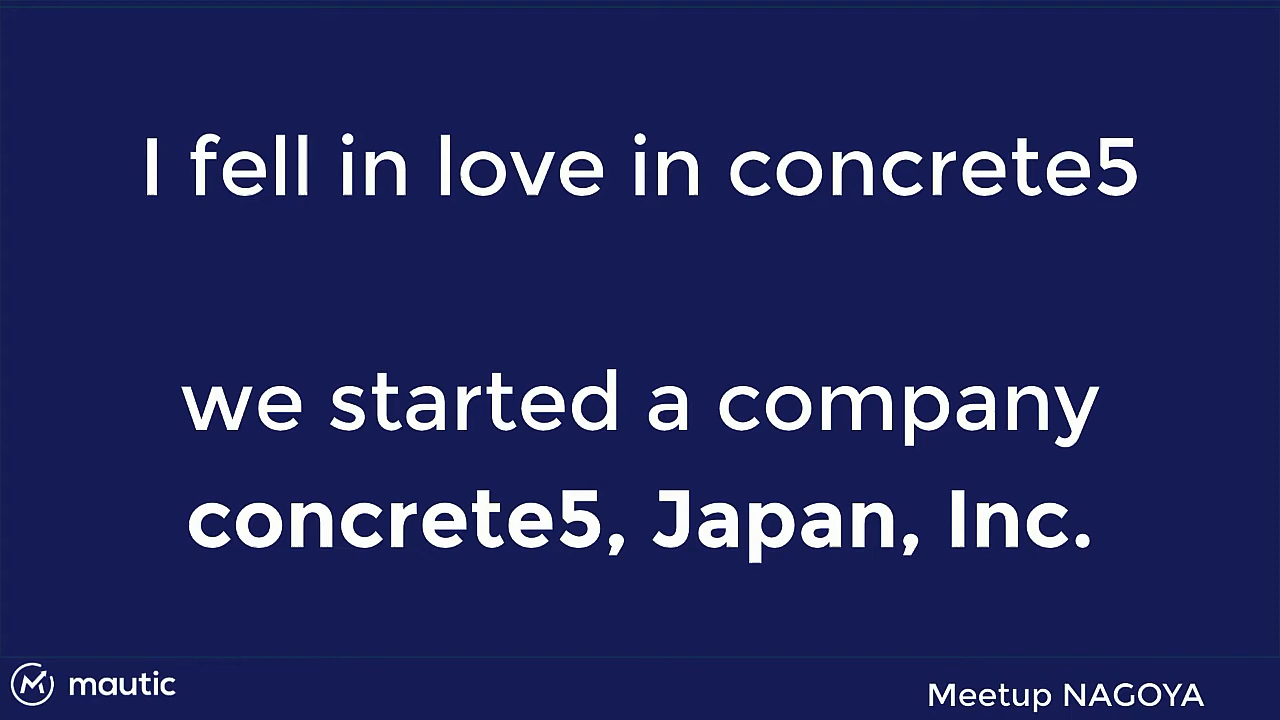 I fell in love in concrete5
we started a company
concrete5, Japan, Inc.
mautic
Meetup NAGOYA